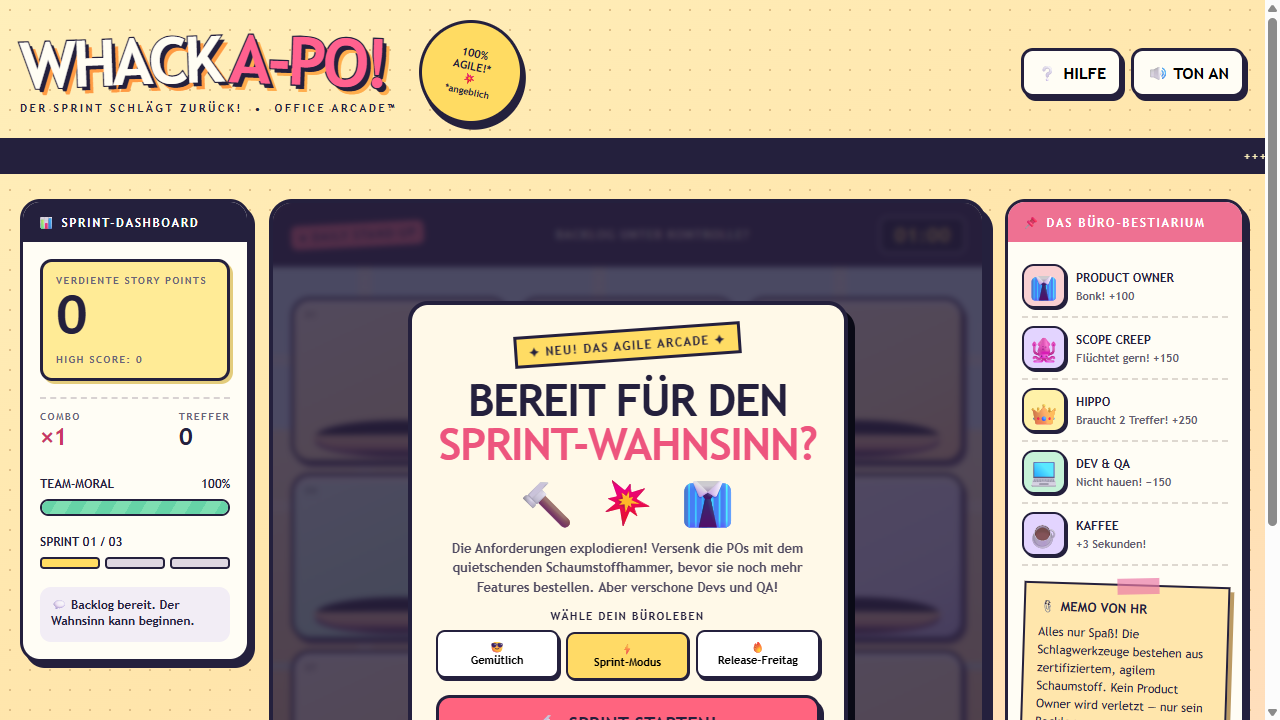 WHACK A-PO!
DER SPRINT SCHLÄGT ZURÜCK! • OFFICE ARCADE™
100%
AGILE!*
*angeblich
HILFE
TON AN
+++
SPRINT-DASHBOARD
VERDIENTE STORY POINTS
0
HIGH SCORE: 0
COMBO
TREFFER
×1
0
TEAM-MORAL
100%
SPRINT 01 / 03
Backlog bereit. Der
Wahnsinn kann beginnen.
BACKLOG UNTER KONTROLLE?
01:00
✦ NEU! DAS AGILE ARCADE ✦
BEREIT FÜR DEN
SPRINT-WAHNSINN?
Die Anforderungen explodieren! Versenk die POs mit dem
quietschenden Schaumstoffhammer, bevor sie noch mehr
Features bestellen. Aber verschone Devs und QA!
WÄHLE DEIN BÜROLEBEN
Gemütlich
Sprint-Modus
Release-Freitag
SPRINT STARTEN!
DAS BÜRO-BESTIARIUM
PRODUCT OWNER
Bonk! +100
SCOPE CREEP
Flüchtet gern! +150
HIPPO
Braucht 2 Treffer! +250
DEV & QA
Nicht hauen! −150
KAFFEE
+3 Sekunden!
MEMO VON HR
Alles nur Spaß! Die
Schlagwerkzeuge bestehen aus
zertifiziertem, agilem
Schaumstoff. Kein Product
Owner wird verletzt — nur sein